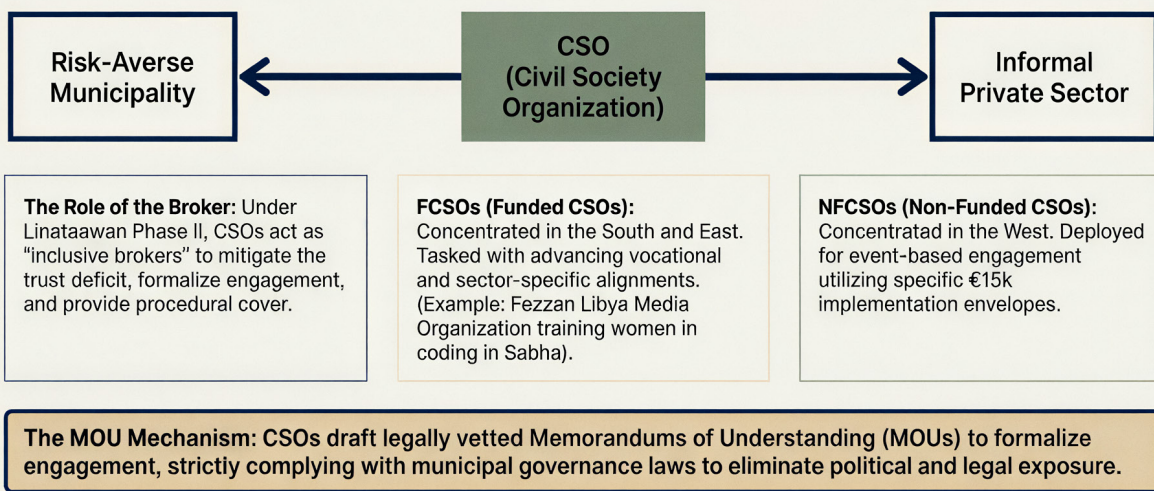 Risk-Averse
Municipality
CSO
(Civil Society
Organization)
Informal
Private Sector
The Role of the Broker: Under
Linataawan Phase II, CSOs act as
“inclusive brokers” to mitigate the
trust deficit, formalize engagement,
and provide procedural cover.
FCSOs (Funded CSOs):
Concentrated in the South and East.
Tasked with advancing vocational
and sector-specific alignments.
(Example: Fezzan Libya Media
Organization training women in
coding in Sabha).
NFCSOs (Non-Funded CSOs):
Concentratad in the West. Deployed
for event-based engagement
utilizing specific €15k
implementation envelopes.
The MOU Mechanism: CSOs draft legally vetted Memorandums of Understanding (MOUs) to formalize
engagement, strictly complying with municipal governance laws to eliminate political and legal exposure.